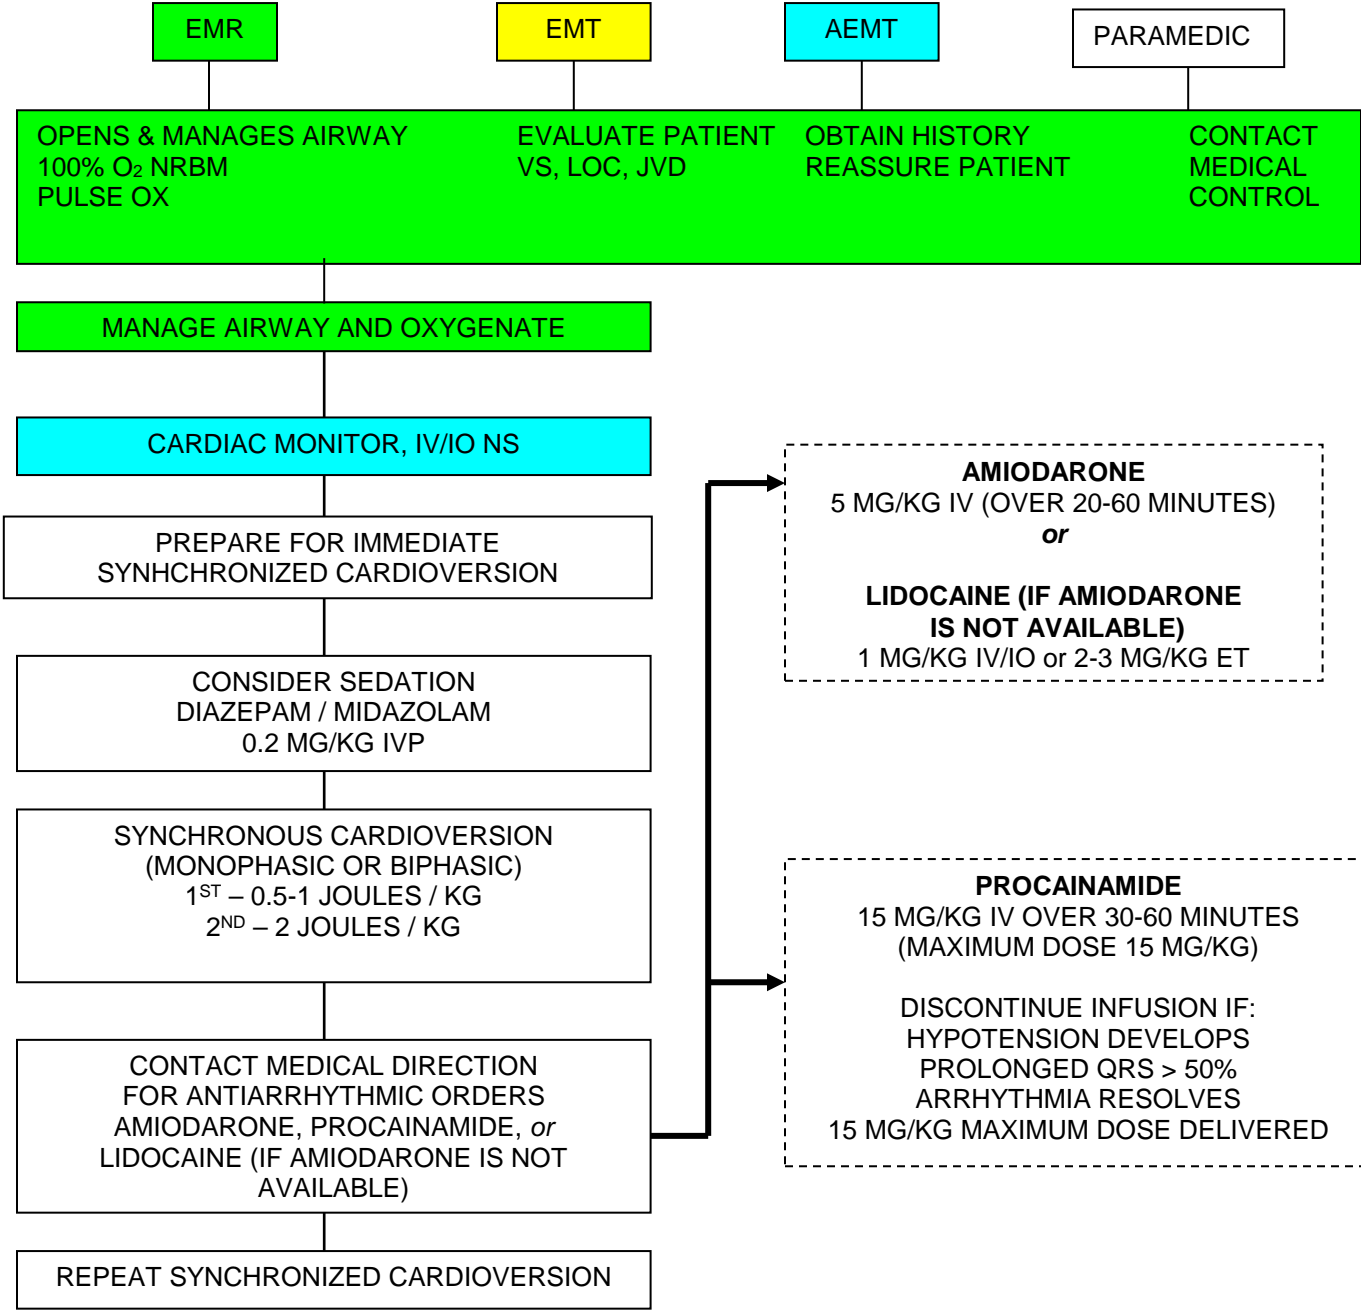 EMR
EMT
AEMT
PARAMEDIC
OPENS & MANAGES AIRWAY
100% O2 NRBM
PULSE OX
EVALUATE PATIENT
VS, LOC, JVD
OBTAIN HISTORY
REASSURE PATIENT
CONTACT
MEDICAL
CONTROL
MANAGE AIRWAY AND OXYGENATE
CARDIAC MONITOR, IV/IO NS
PREPARE FOR IMMEDIATE
SYNHCHRONIZED CARDIOVERSION
CONSIDER SEDATION
DIAZEPAM / MIDAZOLAM
0.2 MG/KG IVP
SYNCHRONOUS CARDIOVERSION
(MONOPHASIC OR BIPHASIC)
1ST – 0.5-1 JOULES / KG
2ND – 2 JOULES / KG
CONTACT MEDICAL DIRECTION
FOR ANTIARRHYTHMIC ORDERS
AMIODARONE, PROCAINAMIDE, or
LIDOCAINE (IF AMIODARONE IS NOT
AVAILABLE)
REPEAT SYNCHRONIZED CARDIOVERSION
AMIODARONE
5 MG/KG IV (OVER 20-60 MINUTES)
or
LIDOCAINE (IF AMIODARONE
IS NOT AVAILABLE)
1 MG/KG IV/IO or 2-3 MG/KG ET
PROCAINAMIDE
15 MG/KG IV OVER 30-60 MINUTES
(MAXIMUM DOSE 15 MG/KG)
DISCONTINUE INFUSION IF:
HYPOTENSION DEVELOPS
PROLONGED QRS > 50%
ARRHYTHMIA RESOLVES
15 MG/KG MAXIMUM DOSE DELIVERED